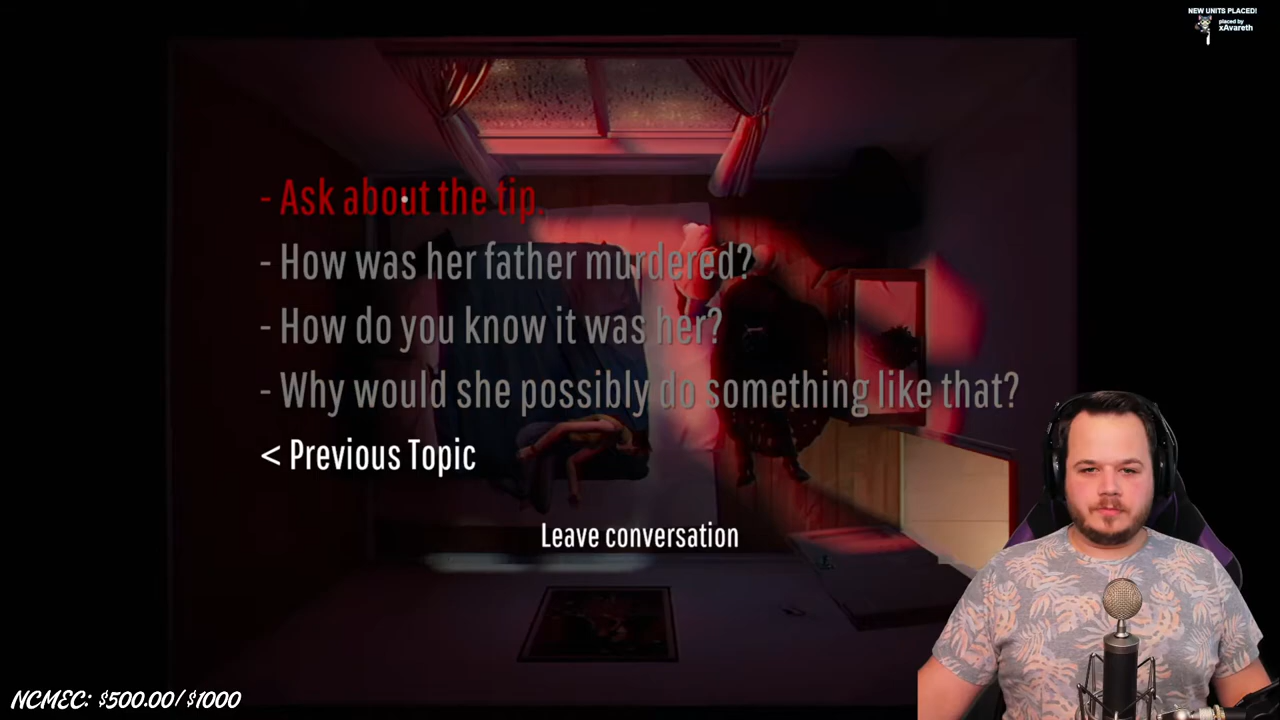 NEW UNITS PLACED!
placed by
xAvareth
- Ask about the tip.
- How was her father murdered?
- How do you know it was her?
- Why would she possibly do something like that?
< Previous Topic
Leave conversation
NCMEC: $500.00/$1000